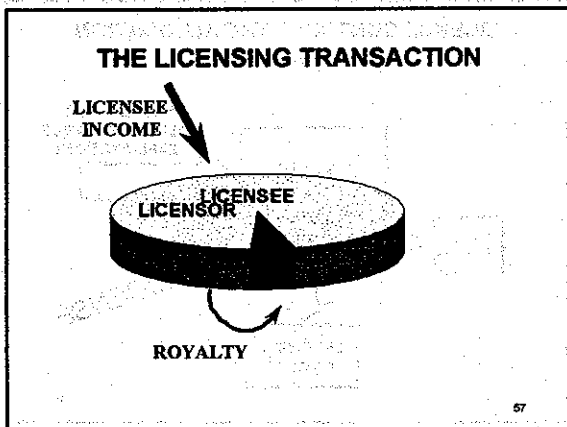 THE LICENSING TRANSACTION
LICENSEE
INCOME
LICENSEE
LICENSOR
ROYALTY
57